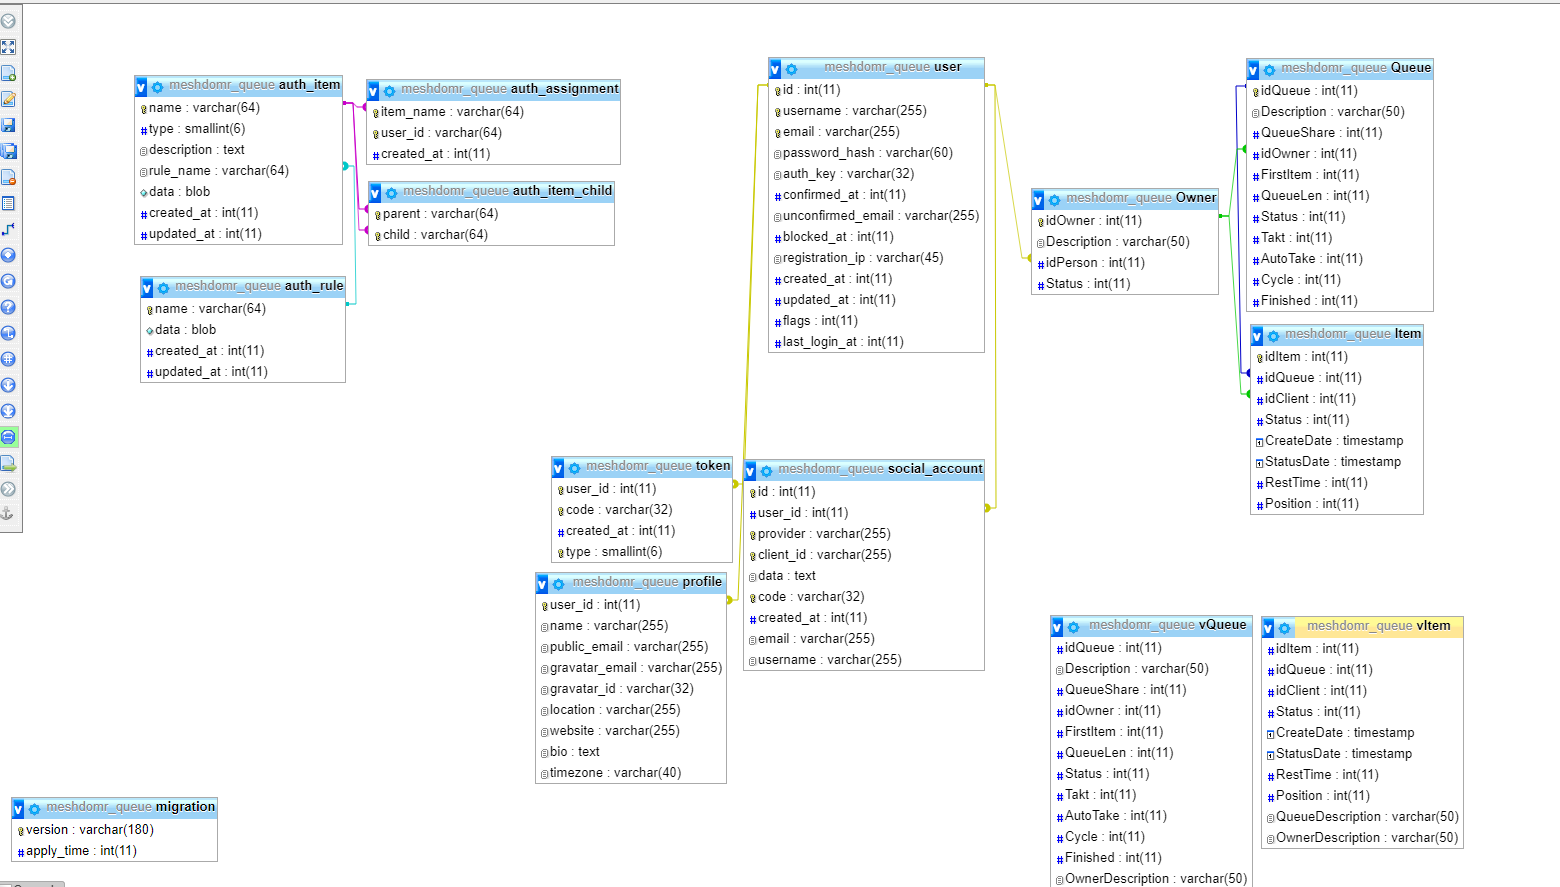 meshdomr_queue auth_item
name : varchar(64)
type : smallint(6)
description : text
rule_name : varchar(64)
data : blob
created_at : int(11)
updated_at : int(11)
meshdomr_queue auth_assignment
item_name : varchar(64)
user_id : varchar(64)
created_at : int(11)
meshdomr_queue auth_item_child
parent : varchar(64)
child : varchar(64)
meshdomr_queue auth_rule
name : varchar(64)
data : blob
created_at : int(11)
updated_at : int(11)
meshdomr_queue user
id : int(11)
username : varchar(255)
email : varchar(255)
password_hash : varchar(60)
auth_key : varchar(32)
confirmed_at : int(11)
unconfirmed_email : varchar(255)
blocked_at : int(11)
registration_ip : varchar(45)
created_at : int(11)
updated_at : int(11)
flags : int(11)
last_login_at : int(11)
meshdomr_queue Owner
idOwner : int(11)
Description : varchar(50)
idPerson : int(11)
Status : int(11)
meshdomr_queue Queue
idQueue : int(11)
Description : varchar(50)
QueueShare : int(11)
idOwner : int(11)
FirstItem : int(11)
QueueLen : int(11)
Status : int(11)
Takt : int(11)
AutoTake : int(11)
Cycle : int(11)
Finished : int(11)
meshdomr_queue Item
idItem : int(11)
idQueue : int(11)
idClient : int(11)
Status : int(11)
CreateDate : timestamp
StatusDate : timestamp
RestTime : int(11)
Position : int(11)
meshdomr_queue token
user_id : int(11)
code : varchar(32)
created_at : int(11)
type : smallint(6)
meshdomr_queue social_account
id : int(11)
user_id : int(11)
provider : varchar(255)
client_id : varchar(255)
data : text
code : varchar(32)
created_at : int(11)
email : varchar(255)
username : varchar(255)
meshdomr_queue profile
user_id : int(11)
name : varchar(255)
public_email : varchar(255)
gravatar_email : varchar(255)
gravatar_id : varchar(32)
location : varchar(255)
website : varchar(255)
bio : text
timezone : varchar(40)
meshdomr_queue vQueue
idQueue : int(11)
Description : varchar(50)
QueueShare : int(11)
idOwner : int(11)
FirstItem : int(11)
QueueLen : int(11)
Status : int(11)
Takt : int(11)
AutoTake : int(11)
Cycle : int(11)
Finished : int(11)
OwnerDescription : varchar(50)
meshdomr_queue vItem
idItem : int(11)
idQueue : int(11)
idClient : int(11)
Status : int(11)
CreateDate : timestamp
StatusDate : timestamp
RestTime : int(11)
Position : int(11)
QueueDescription : varchar(50)
OwnerDescription : varchar(50)
meshdomr_queue migration
version : varchar(180)
apply_time : int(11)